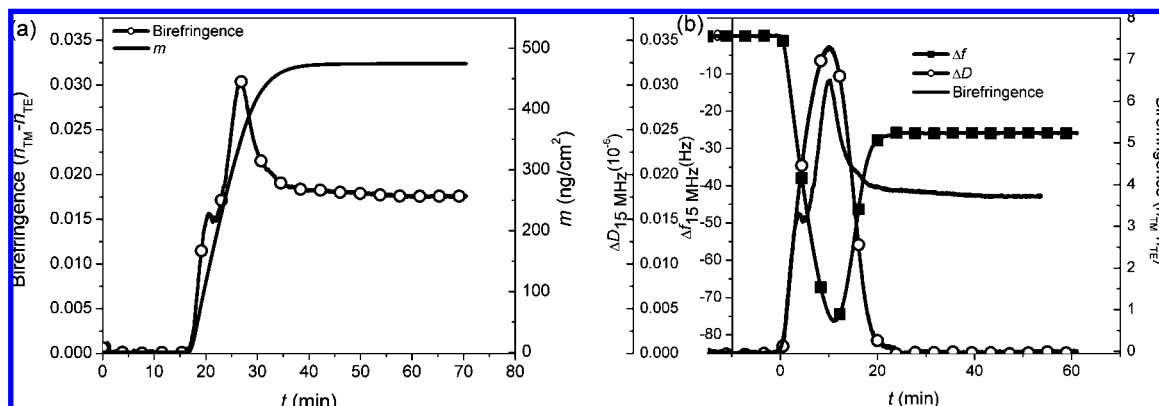 (a)
Birefringence
m
Birefringence (nTM-nTE)
0.035
0.030
0.025
0.020
0.015
0.010
0.005
0.000
0 10 20 30 40 50 60 70 80
t (min)
500
400
300
200
100
0
m (ng/cm²)
(b)
Δf
ΔD
Birefringence
ΔD15 MHz(10⁻⁶)
0.035
0.030
0.025
0.020
0.015
0.010
0.005
0.000
Δf15 MHz(Hz)
-10
-20
-30
-40
-50
-60
-70
-80
0 20 40 60
t (min)
8
7
6
5
4
3
2
1
0